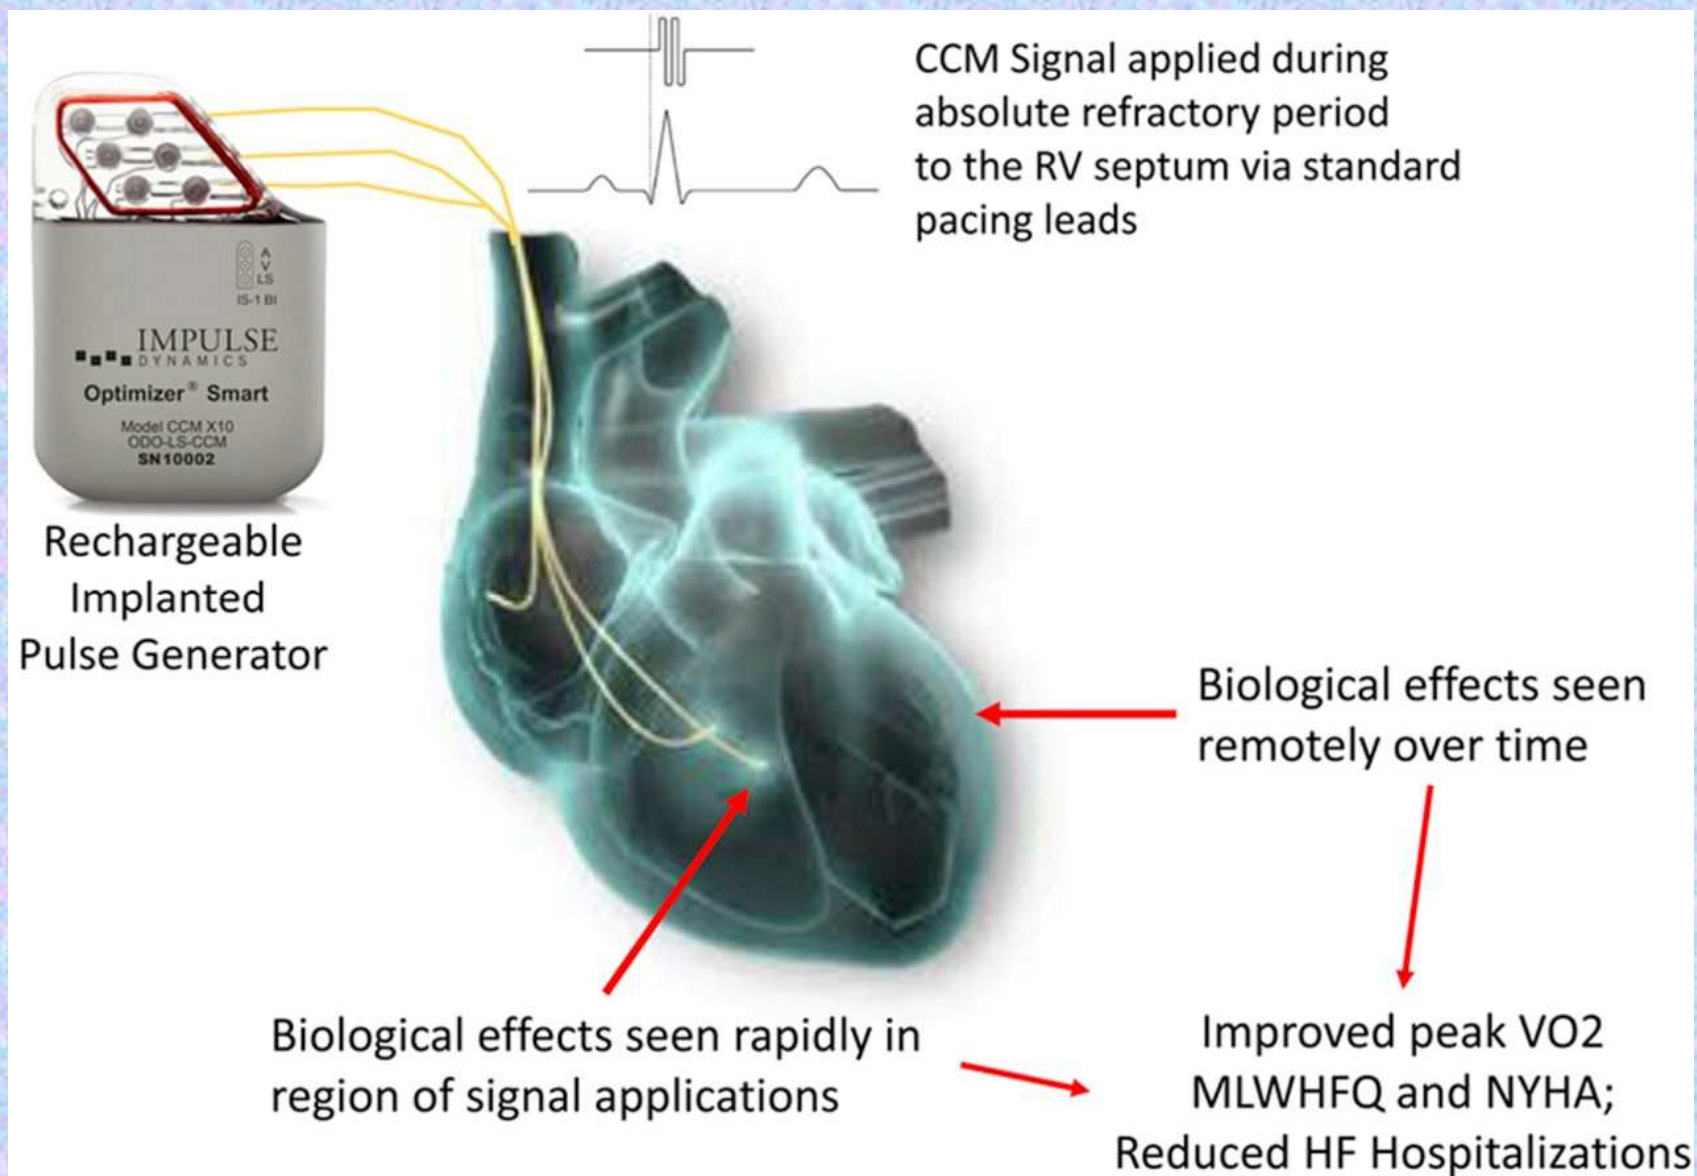 CCM Signal applied during
absolute refractory period
to the RV septum via standard
pacing leads
A
V
LS
IS-1 BI
IMPULSE
DYNAMICS
Optimizer® Smart
Model CCM X10
ODO-LS-CCM
SN10002
Rechargeable
Implanted
Pulse Generator
Biological effects seen
remotely over time
Biological effects seen rapidly in
region of signal applications
Improved peak VO2
MLWHFQ and NYHA;
Reduced HF Hospitalizations